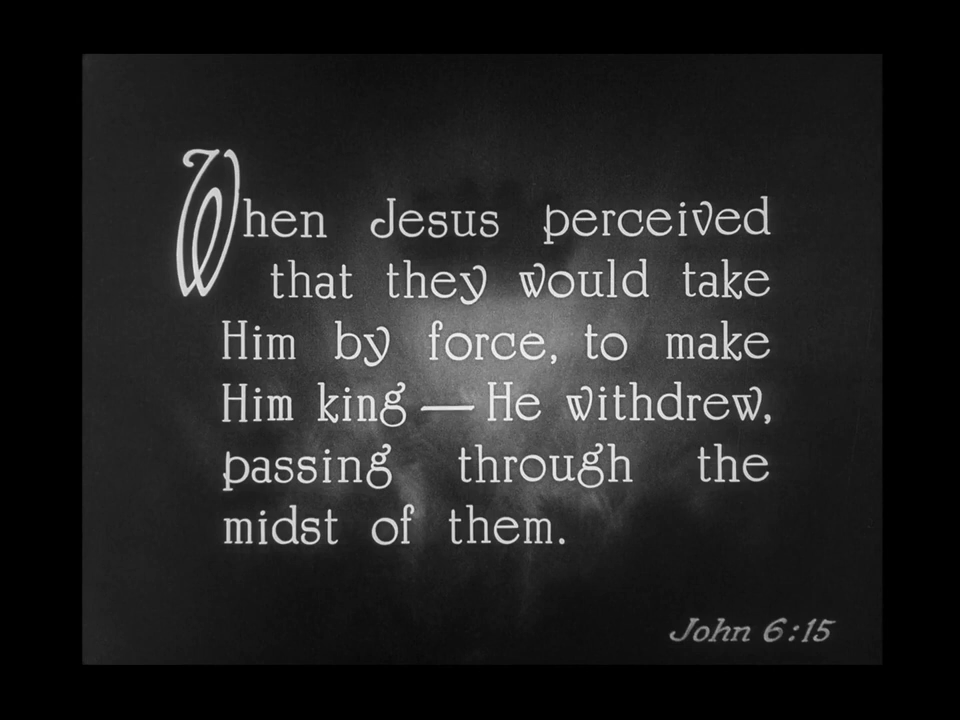 When Jesus perceived
that they would take
Him by force, to make
Him king — He withdrew,
passing through the
midst of them.
John 6:15